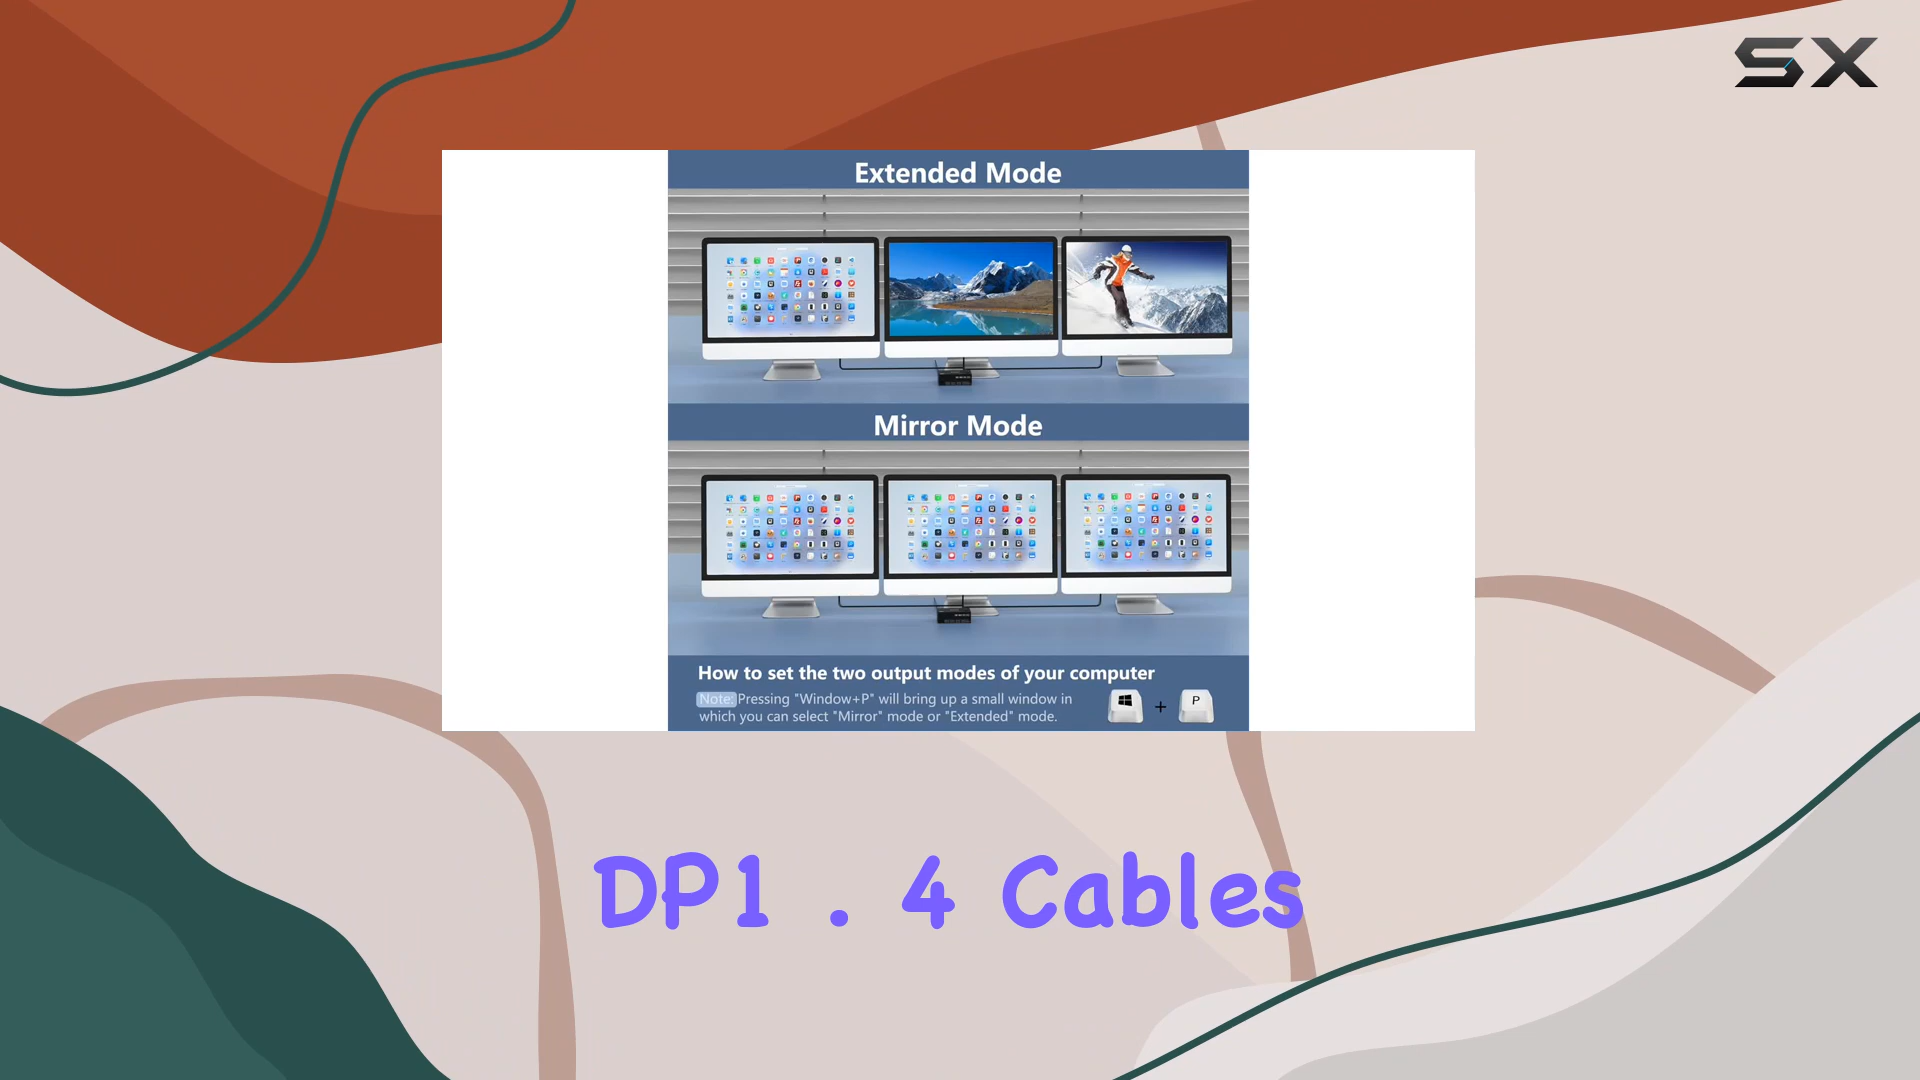 SX
Extended Mode
Mirror Mode
How to set the two output modes of your computer
Note: Pressing "Window+P" will bring up a small window in
which you can select "Mirror" mode or "Extended" mode.
+ P
DP1 . 4 Cables